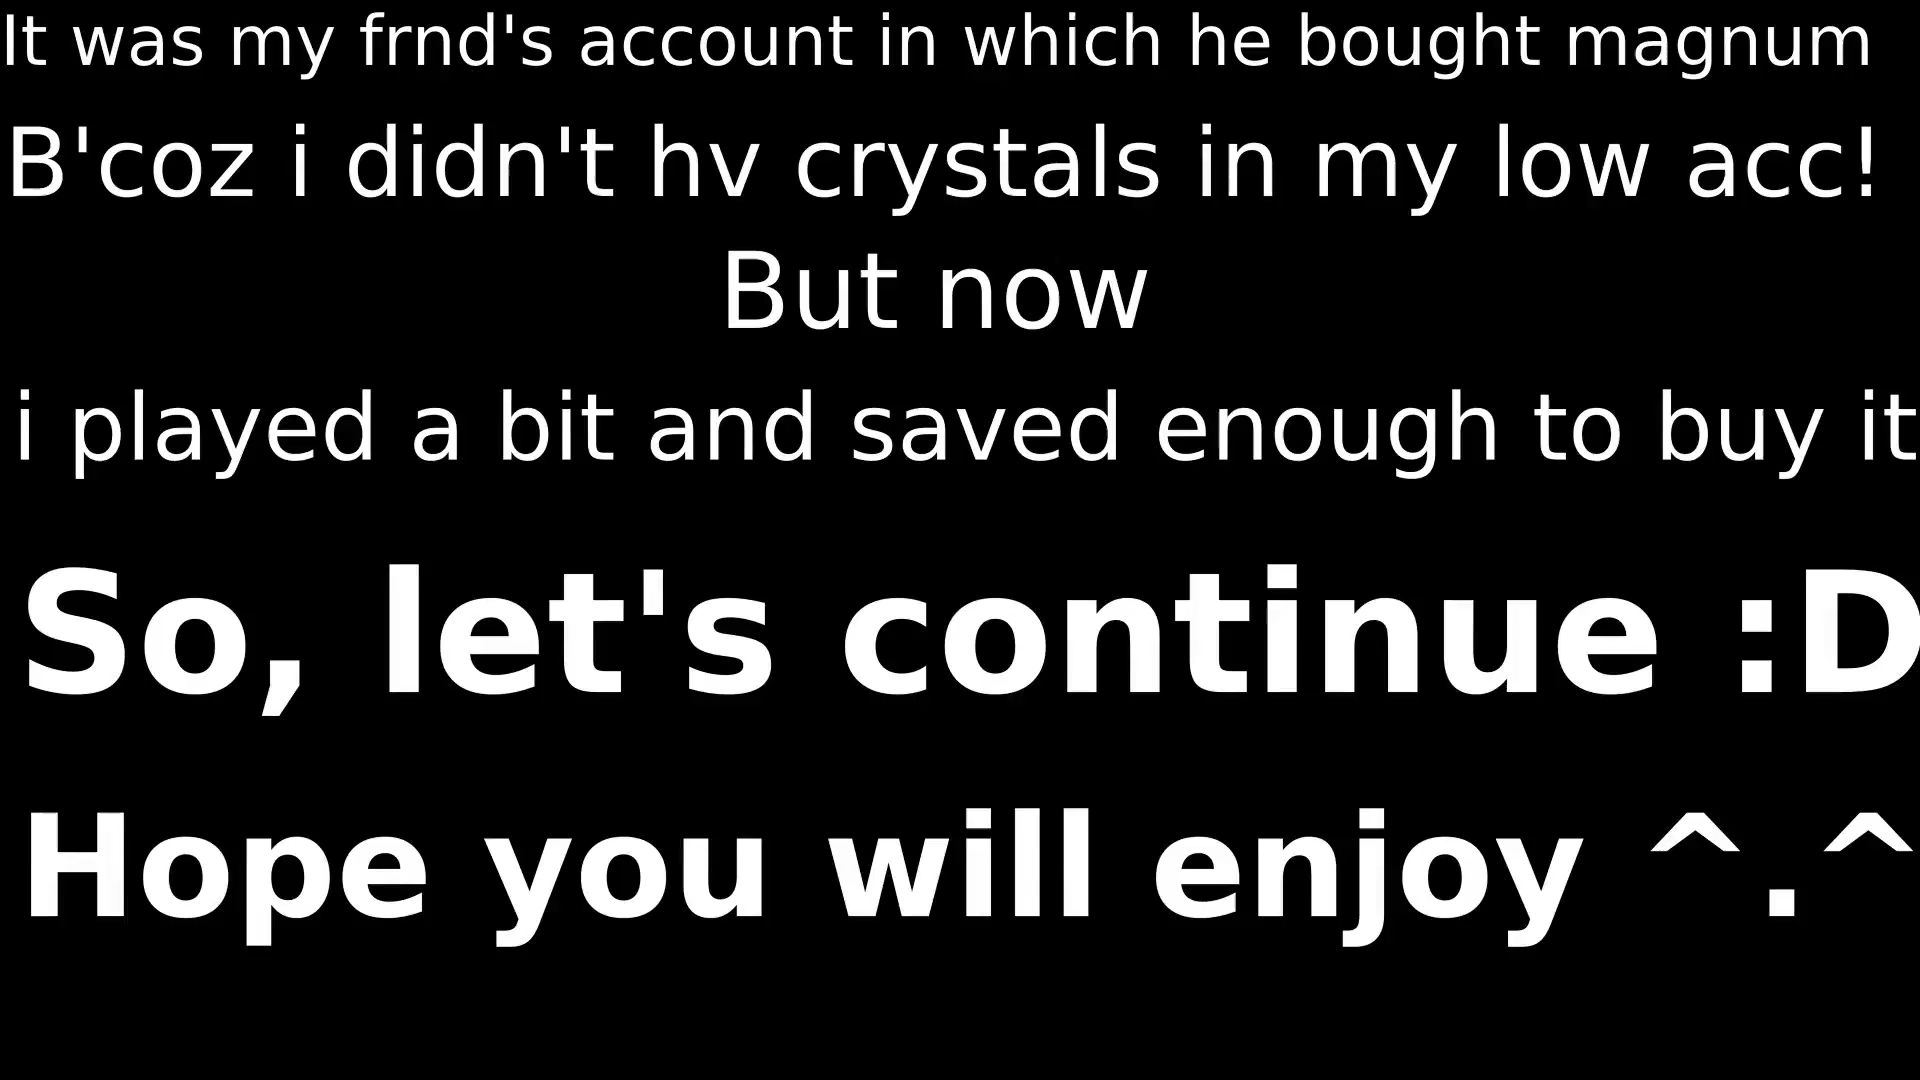 It was my frnd's account in which he bought magnum
B'coz i didn't hv crystals in my low acc!
But now
i played a bit and saved enough to buy it
So, let's continue :D
Hope you will enjoy ^.^